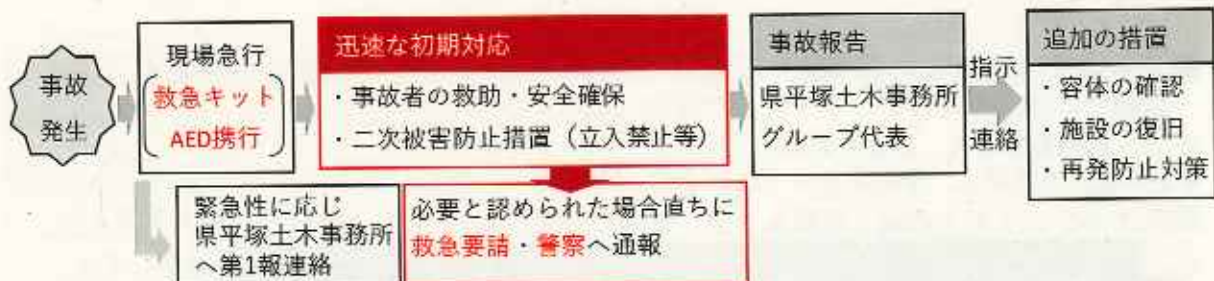 事故
発生
現場急行
救急キット
AED携行
迅速な初期対応
・事故者の救助・安全確保
・二次被害防止措置（立入禁止等）
事故報告
県平塚土木事務所
グループ代表
指示
連絡
追加の措置
・容体の確認
・施設の復旧
・再発防止対策
緊急性に応じ
県平塚土木事務所
へ第1報連絡
必要と認められた場合直ちに
救急要請・警察へ通報